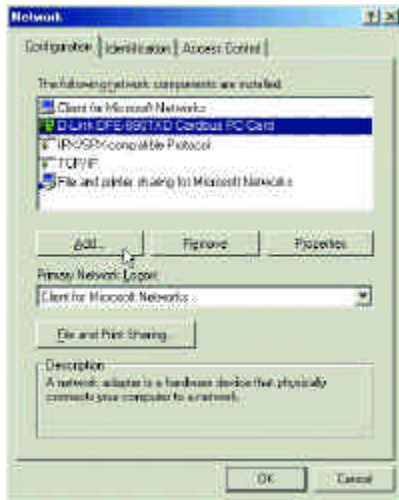 Network
Configuration Identification Access Control
The following network components are installed:
Client for Microsoft Networks
D-Link DFE-690TXD Cardbus PC Card
IPX/SPX-compatible Protocol
TCP/IP
File and printer sharing for Microsoft Networks
Add... Remove Properties
Primary Network Logon:
Client for Microsoft Networks
File and Print Sharing...
Description
A network adapter is a hardware device that physically
connects your computer to a network.
OK Cancel